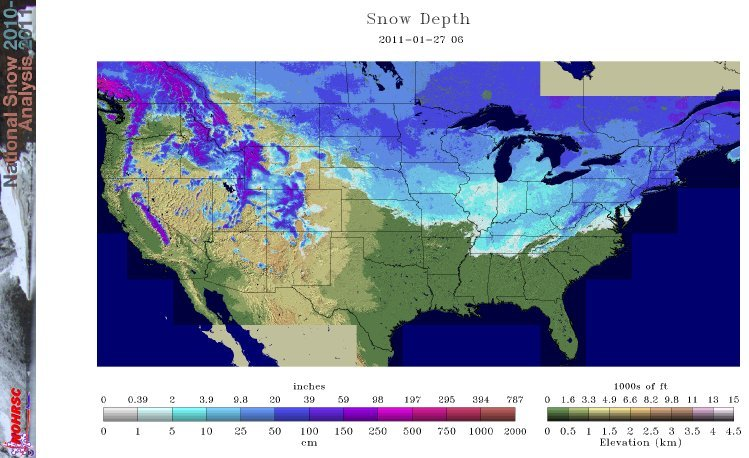 National Snow 2010-
Analysis, 2011
NOHRSC
Snow Depth
2011-01-27 06
inches
0 0.39 2 3.9 9.8 20 39 59 98 197 295 394 787
0 1 5 10 25 50 100 150 250 500 750 1000 2000
cm
1000s of ft
0 1.6 3.3 4.9 6.6 8.2 9.8 11 13 15
0 0.5 1 1.5 2 2.5 3 3.5 4 4.5
Elevation (km)